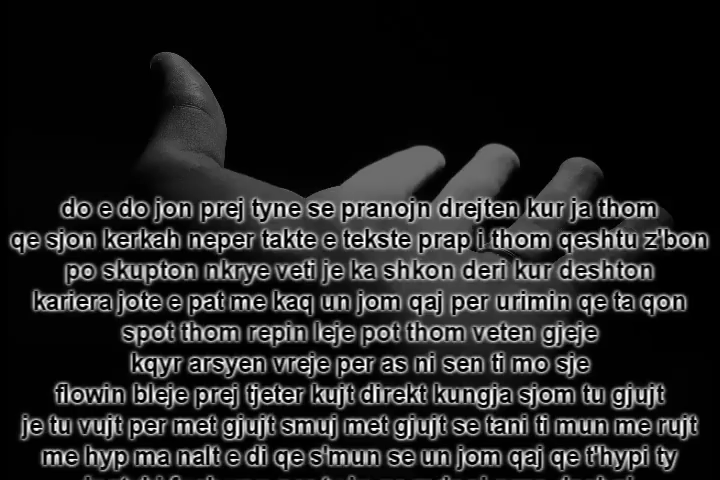 do e do jon prej tyne se pranojn drejten kur ja thom
qe sjon kerkah neper takte e tekste prap i thom qeshtu z'bon
po skupton nkrye veti je ka shkon deri kur deshton
kariera jote e pat me kaq un jom qaj per urimin qe ta qon
spot thom repin leje pot thom veten gjeje
kqyr arsyen vreje per as ni sen ti mo sje
flowin bleje prej tjeter kujt direkt kungja sjom tu gjujt
je tu vujt per met gjujt smuj met gjujt se tani ti mun me rujt
me hyp ma nalt e di qe s'mun se un jom qaj qe t'hypi ty